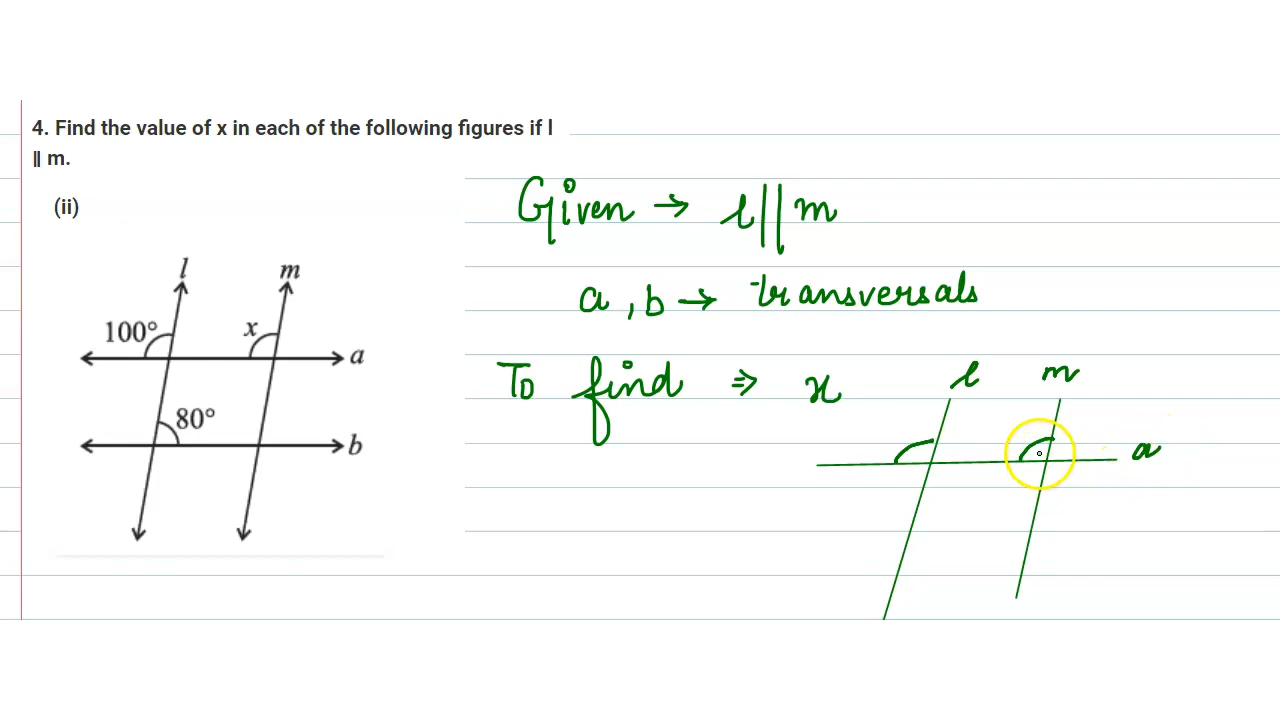 4. Find the value of x in each of the following figures if l
∥ m.
(ii)
l
m
100°
x
a
80°
b
Given → l||m
a, b → transversals
To find ⇒ x
l
m
a